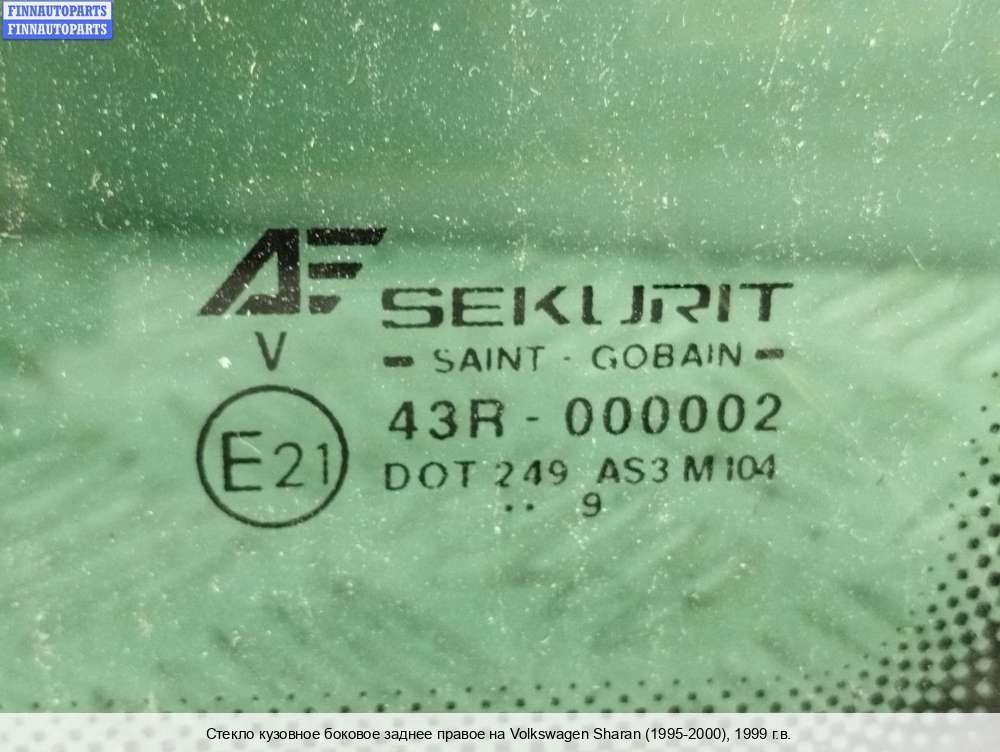 FINNAUTOPARTS
FINNAUTOPARTS
AF
V
SEKURIT
- SAINT - GOBAIN -
E21
43R - 000002
DOT 249 AS3 M104
.. 9
Стекло кузовное боковое заднее правое на Volkswagen Sharan (1995-2000), 1999 г.в.